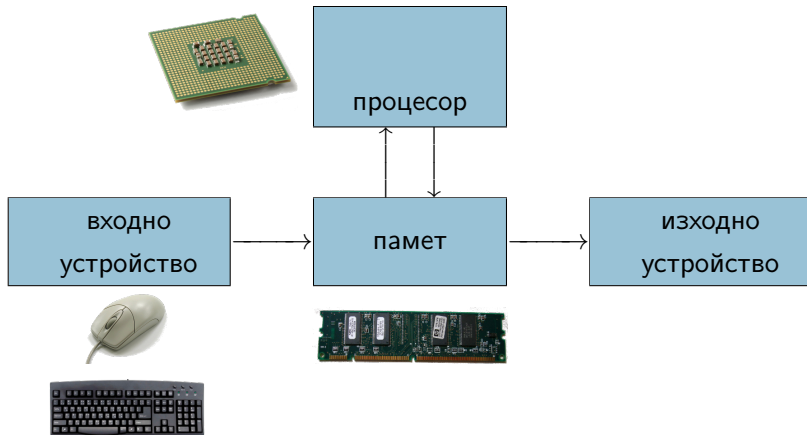 процесор
входно
устройство
памет
изходно
устройство